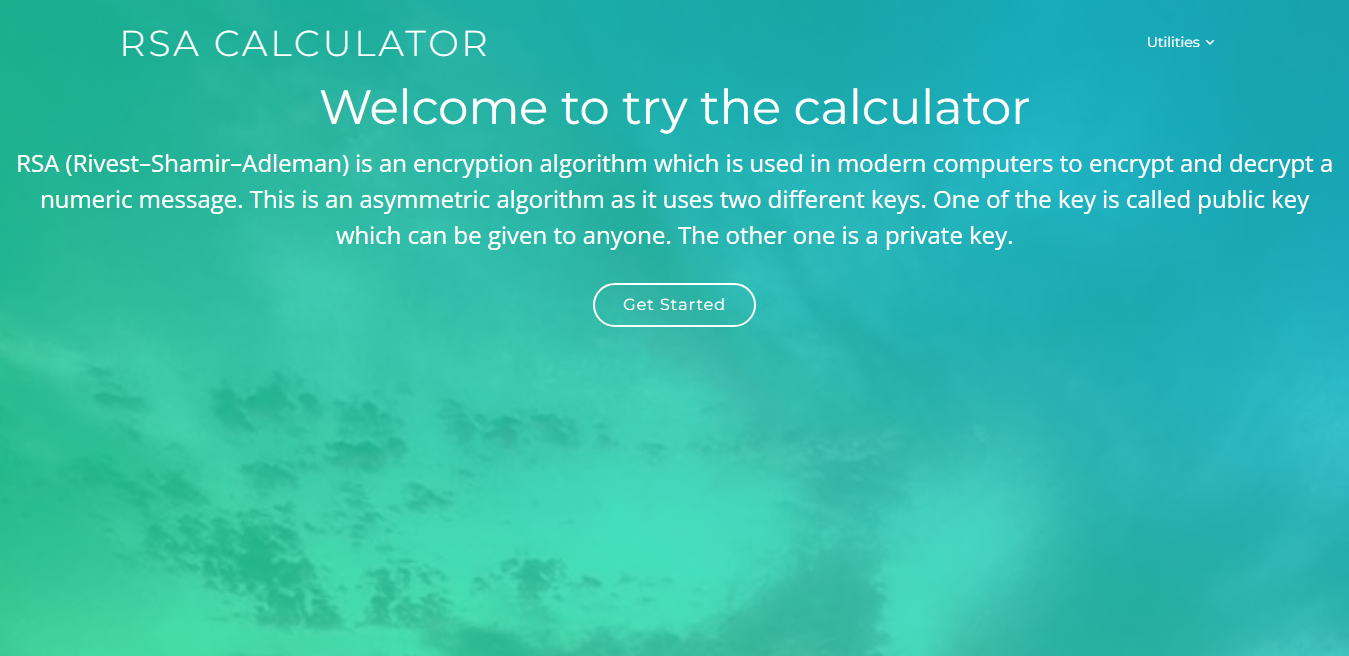 RSA CALCULATOR
Utilities
Welcome to try the calculator
RSA (Rivest–Shamir–Adleman) is an encryption algorithm which is used in modern computers to encrypt and decrypt a
numeric message. This is an asymmetric algorithm as it uses two different keys. One of the key is called public key
which can be given to anyone. The other one is a private key.
Get Started